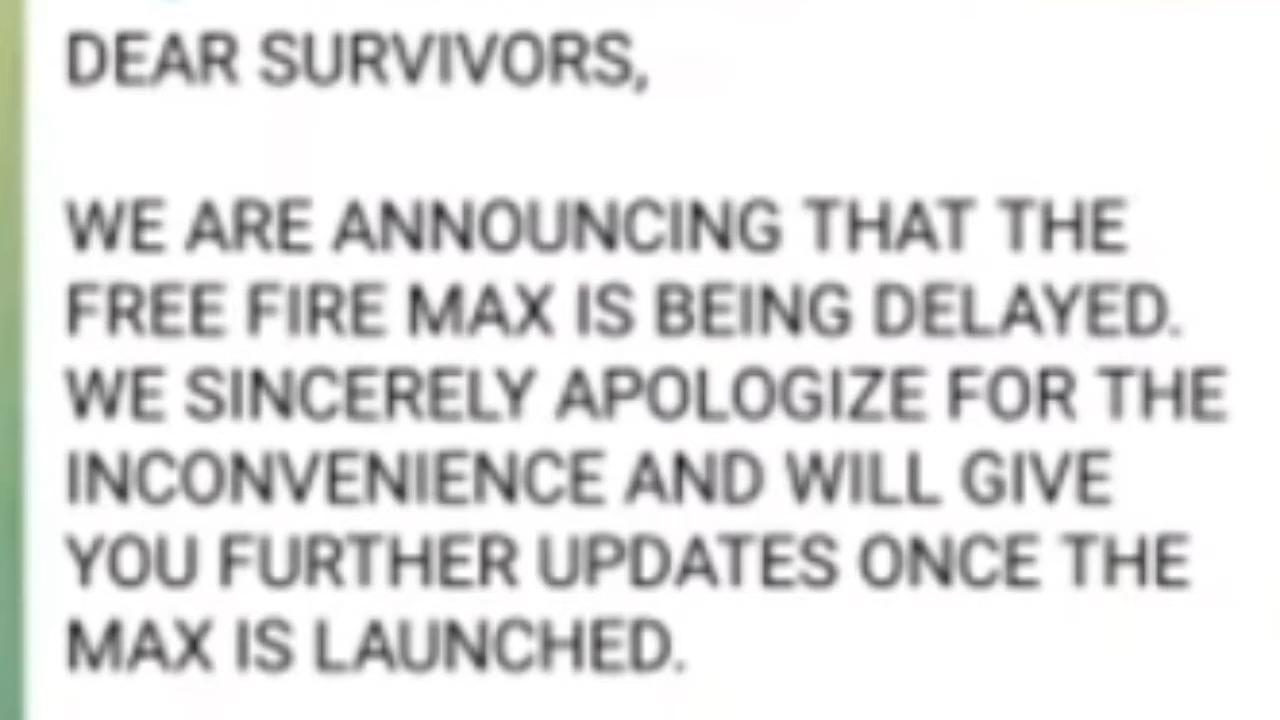 DEAR SURVIVORS,
WE ARE ANNOUNCING THAT THE
FREE FIRE MAX IS BEING DELAYED.
WE SINCERELY APOLOGIZE FOR THE
INCONVENIENCE AND WILL GIVE
YOU FURTHER UPDATES ONCE THE
MAX IS LAUNCHED.